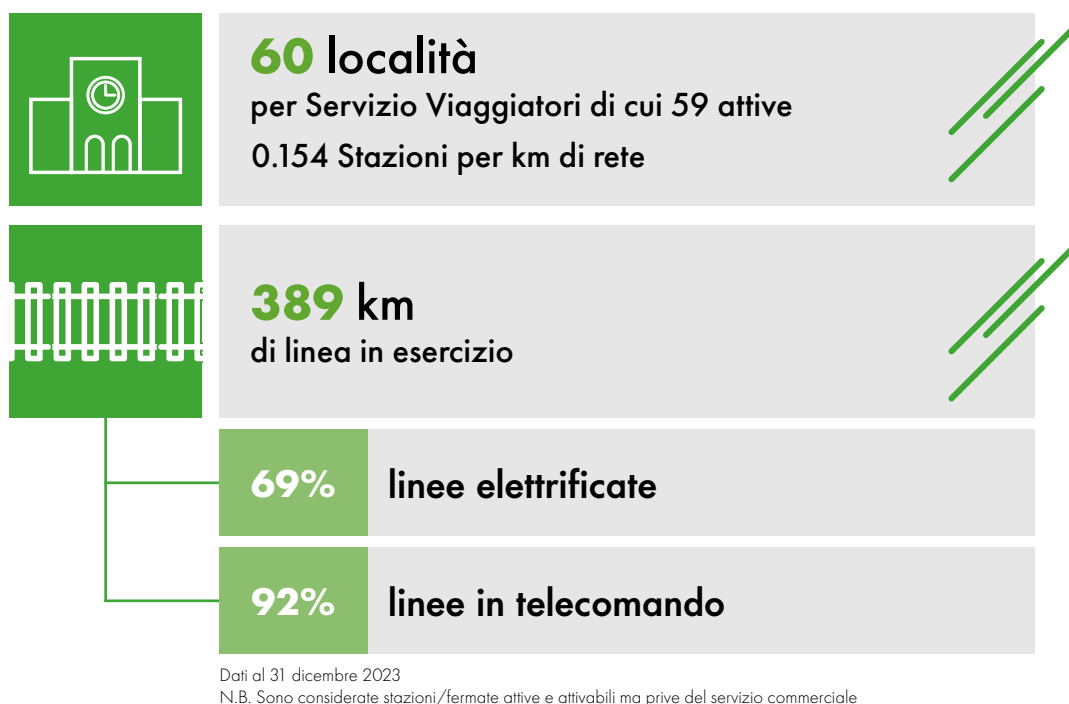 60 località
per Servizio Viaggiatori di cui 59 attive
0.154 Stazioni per km di rete
389 km
di linea in esercizio
69% linee elettrificate
92% linee in telecomando
Dati al 31 dicembre 2023
N.B. Sono considerate stazioni/fermate attive e attivabili ma prive del servizio commerciale